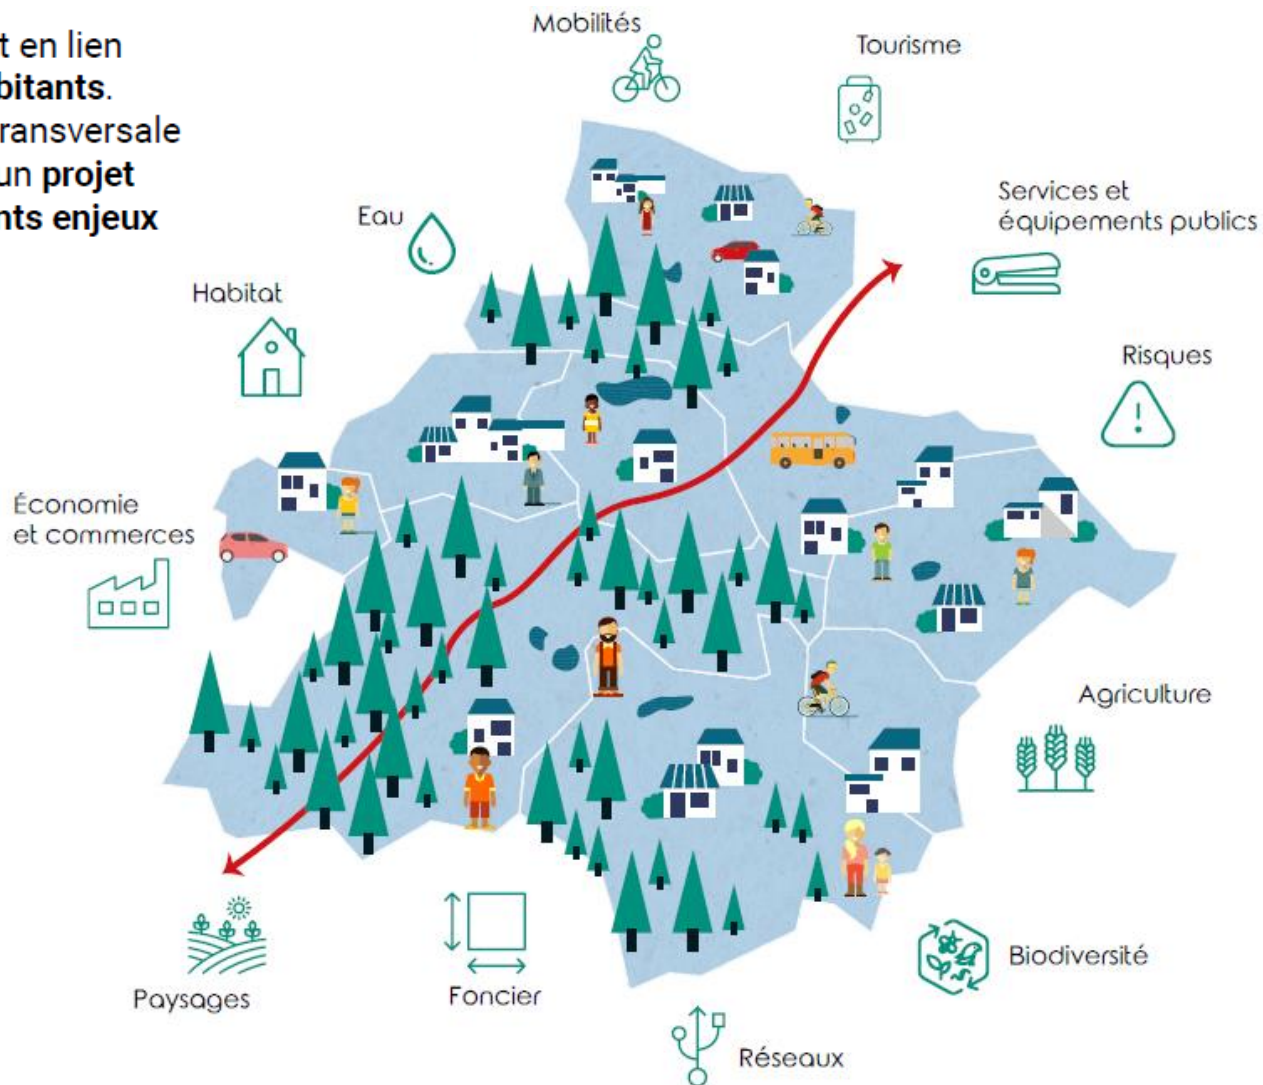 t en lien
bitants.
ransversale
un projet
nts enjeux
Mobilités
Tourisme
Services et
équipements publics
Eau
Habitat
Risques
Économie
et commerces
Agriculture
Biodiversité
Paysages
Foncier
Réseaux